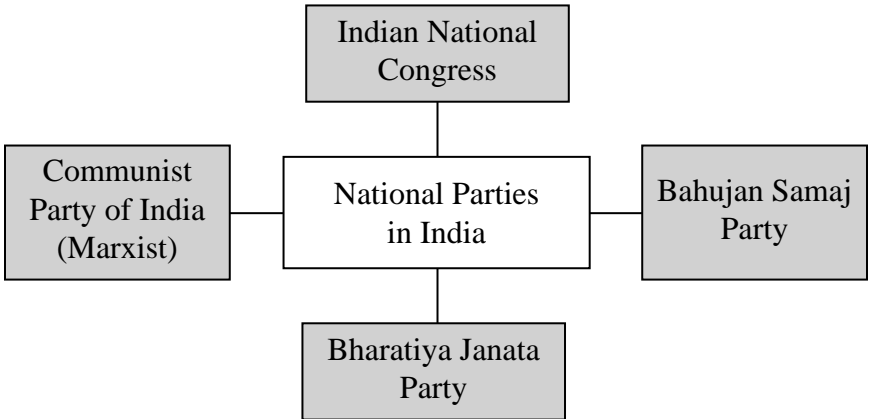 Indian National
Congress
Communist
Party of India
(Marxist)
National Parties
in India
Bahujan Samaj
Party
Bharatiya Janata
Party